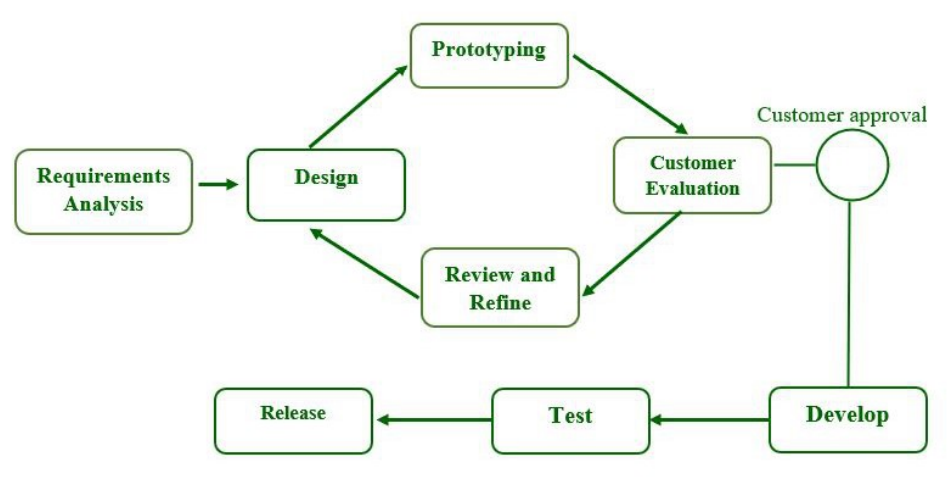 Prototyping
Customer approval
Requirements
Analysis
Design
Customer
Evaluation
Review and
Refine
Release
Test
Develop